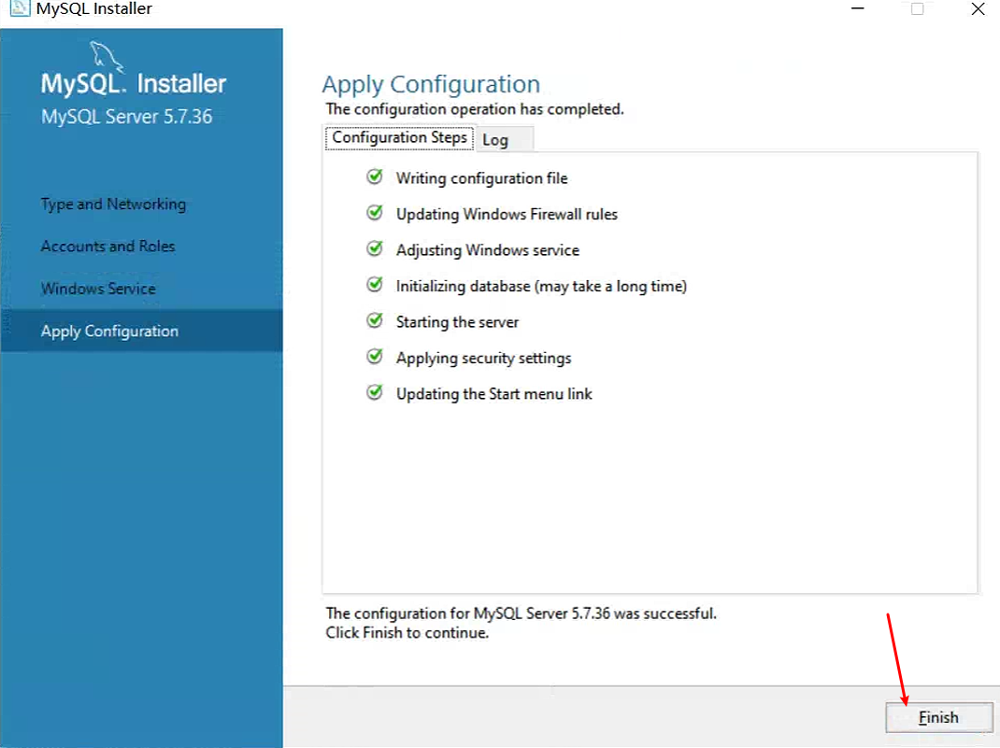 MySQL Installer
MySQL. Installer
MySQL Server 5.7.36
Type and Networking
Accounts and Roles
Windows Service
Apply Configuration
Apply Configuration
The configuration operation has completed.
Configuration Steps
Log
Writing configuration file
Updating Windows Firewall rules
Adjusting Windows service
Initializing database (may take a long time)
Starting the server
Applying security settings
Updating the Start menu link
The configuration for MySQL Server 5.7.36 was successful.
Click Finish to continue.
Finish